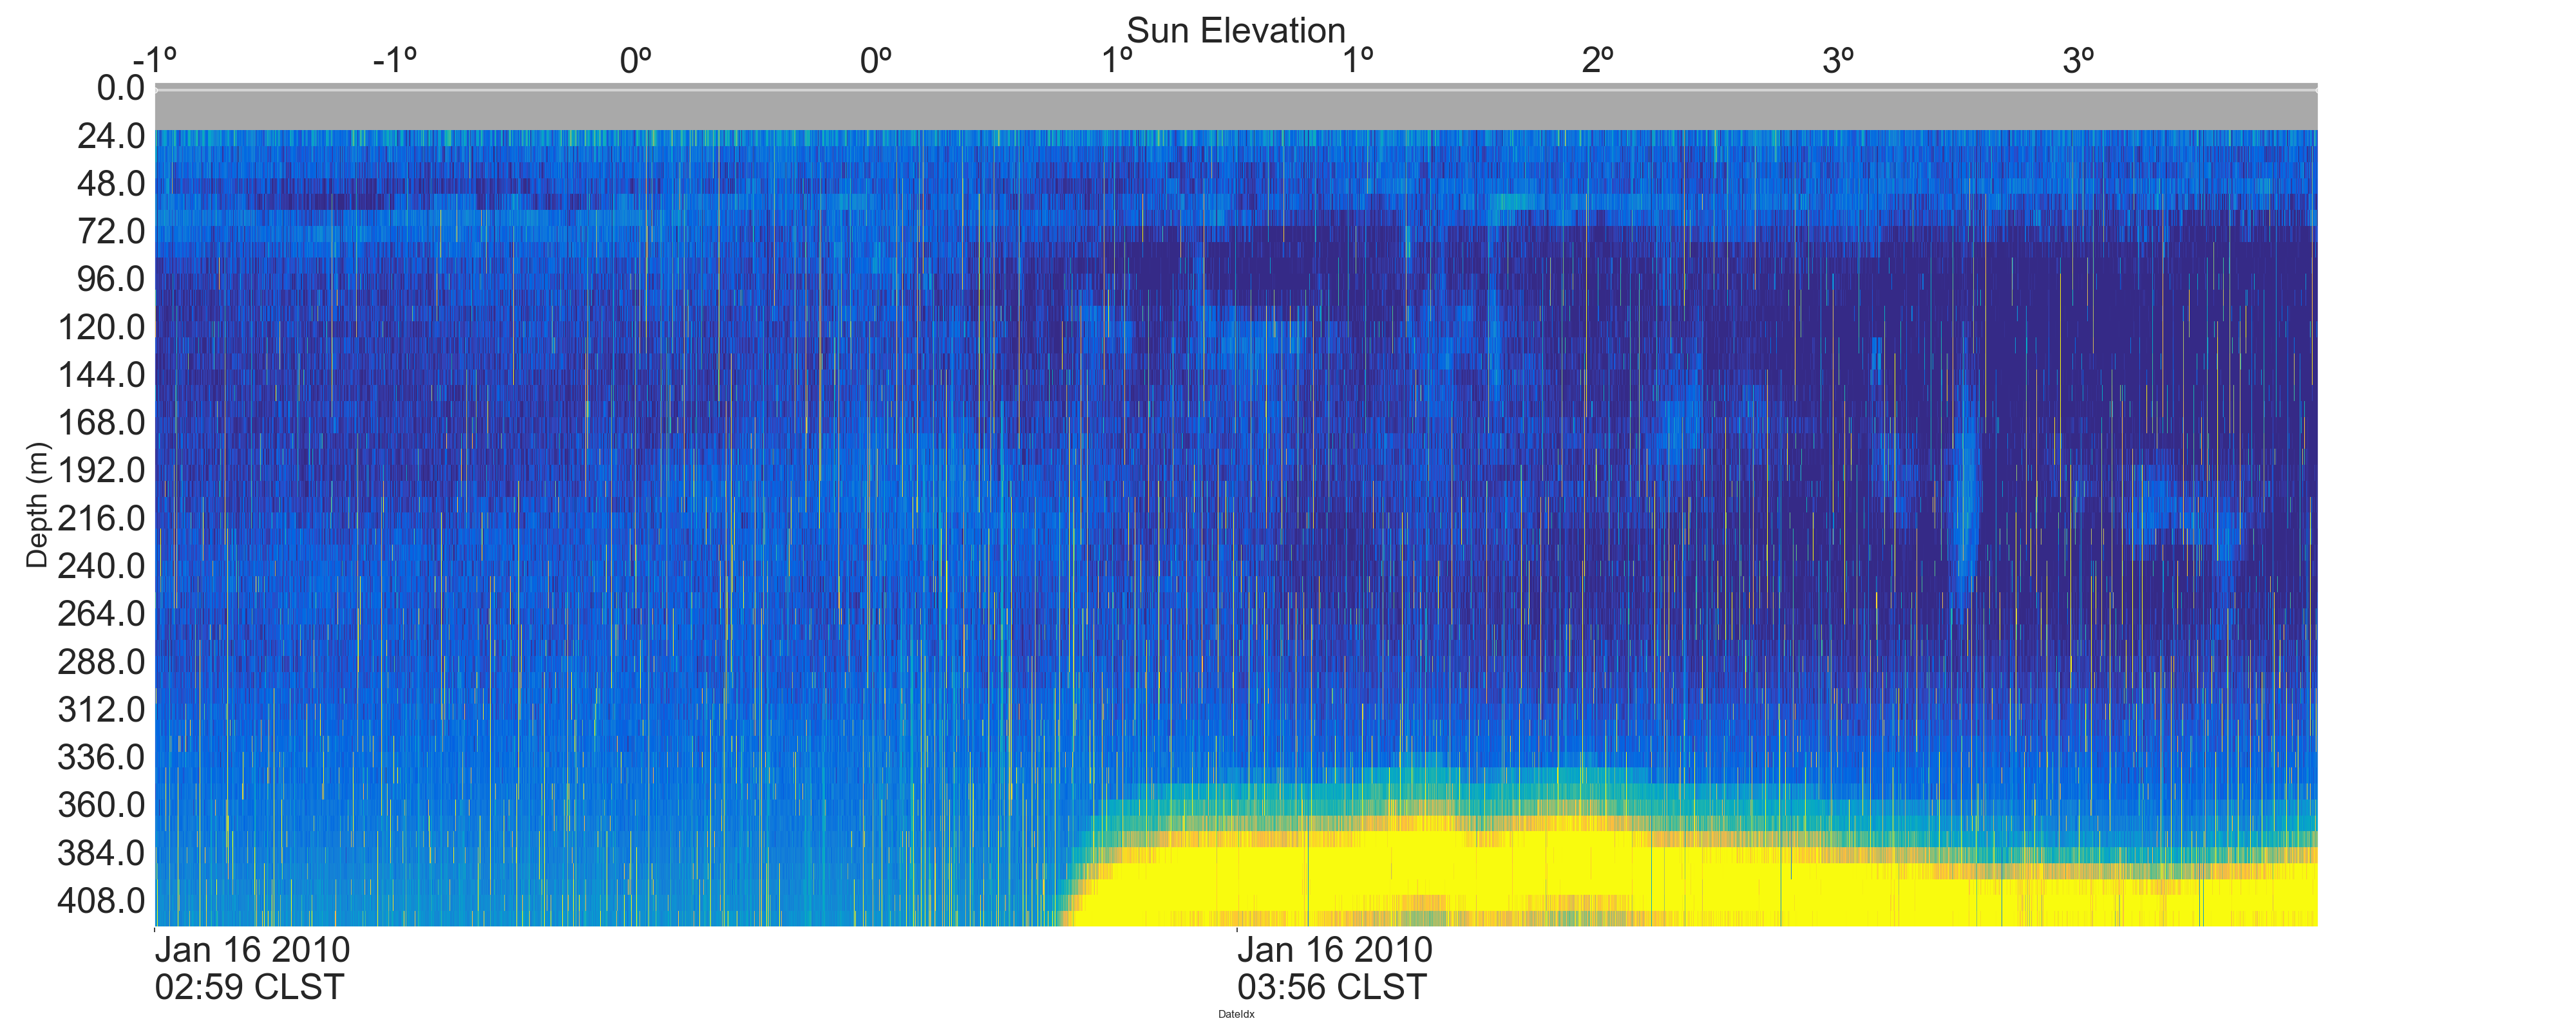 Sun Elevation
-1º -1º 0º 0º 1º 1º 2º 3º 3º
0.0
24.0
48.0
72.0
96.0
120.0
144.0
168.0
192.0
216.0
240.0
264.0
288.0
312.0
336.0
360.0
384.0
408.0
Depth (m)
Jan 16 2010
02:59 CLST
Jan 16 2010
03:56 CLST
DateIdx